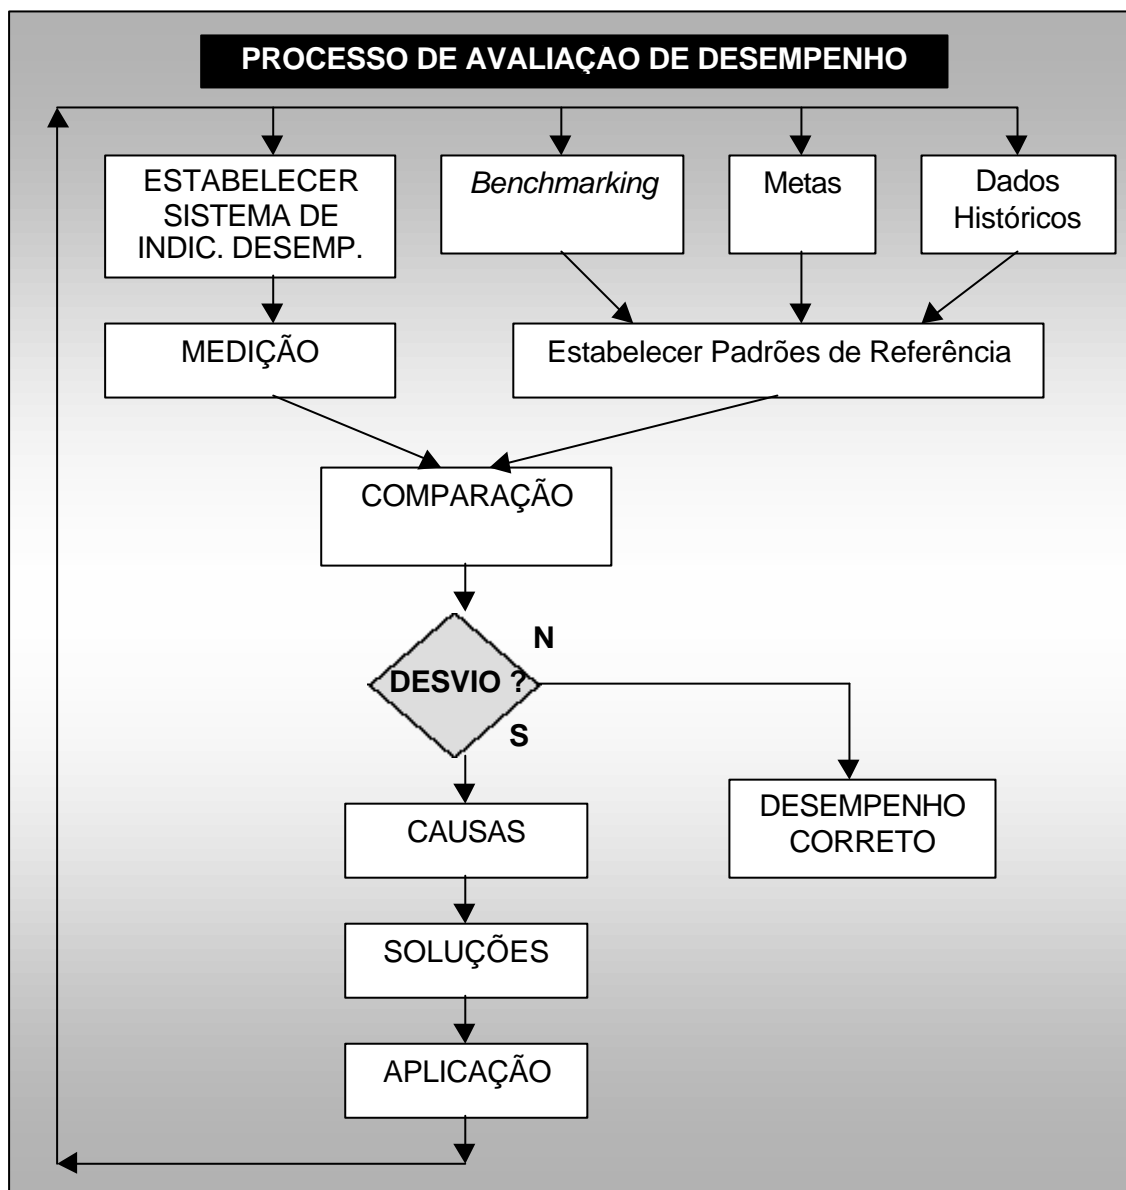 PROCESSO DE AVALIAÇAO DE DESEMPENHO
ESTABELECER
SISTEMA DE
INDIC. DESEMP.
Benchmarking
Metas
Dados
Históricos
MEDIÇÃO
Estabelecer Padrões de Referência
COMPARAÇÃO
N
DESVIO ?
S
CAUSAS
DESEMPENHO
CORRETO
SOLUÇÕES
APLICAÇÃO